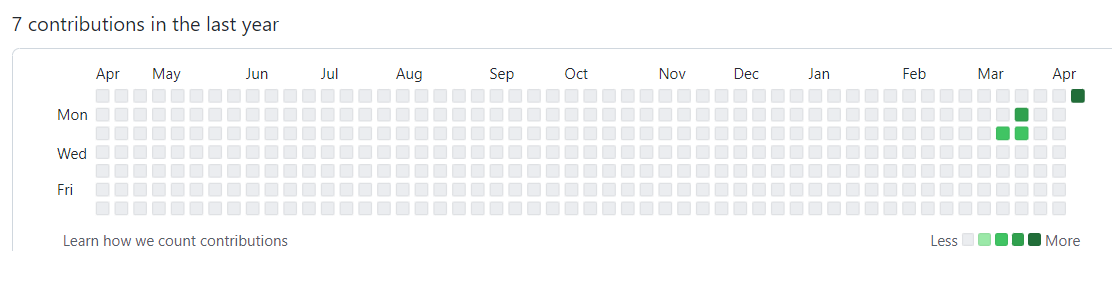 7 contributions in the last year
Apr May Jun Jul Aug Sep Oct Nov Dec Jan Feb Mar Apr
Mon
Wed
Fri
Learn how we count contributions Less More